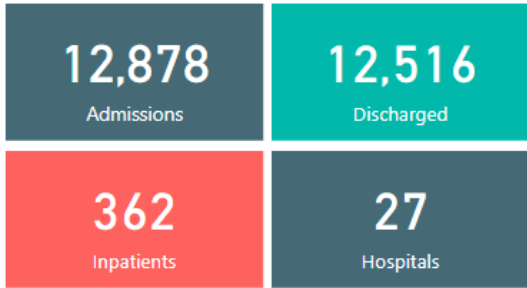 12,878
Admissions
12,516
Discharged
362
Inpatients
27
Hospitals